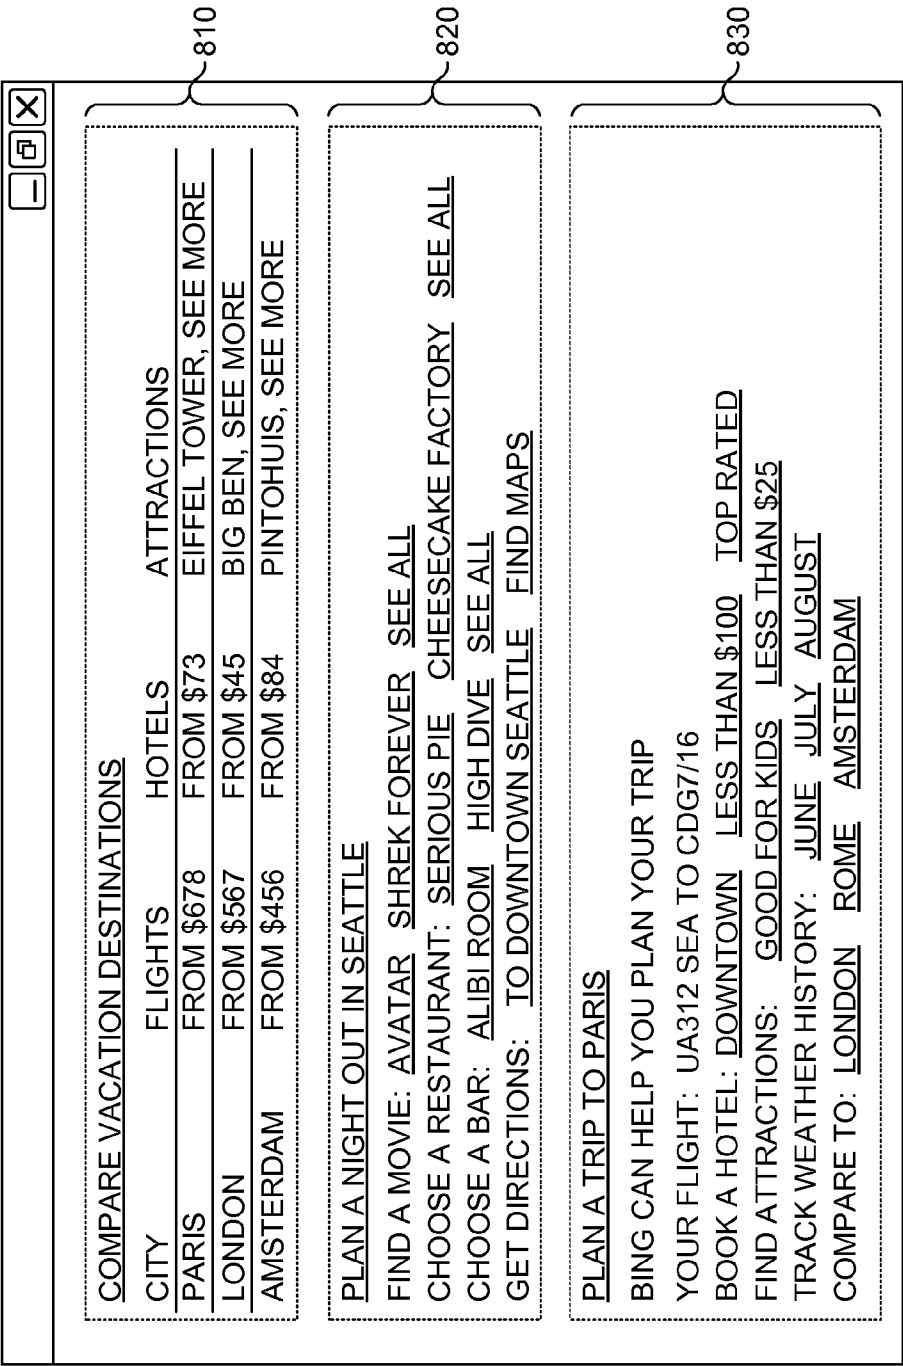 COMPARE VACATION DESTINATIONS
CITY FLIGHTS HOTELS ATTRACTIONS
PARIS FROM $678 FROM $73 EIFFEL TOWER, SEE MORE
LONDON FROM $567 FROM $45 BIG BEN, SEE MORE
AMSTERDAM FROM $456 FROM $84 PINTOHUIS, SEE MORE
810
PLAN A NIGHT OUT IN SEATTLE
FIND A MOVIE: AVATAR SHREK FOREVER SEE ALL
CHOOSE A RESTAURANT: SERIOUS PIE CHEESECAKE FACTORY SEE ALL
CHOOSE A BAR: ALIBI ROOM HIGH DIVE SEE ALL
GET DIRECTIONS: TO DOWNTOWN SEATTLE FIND MAPS
820
PLAN A TRIP TO PARIS
BING CAN HELP YOU PLAN YOUR TRIP
YOUR FLIGHT: UA312 SEA TO CDG7/16
BOOK A HOTEL: DOWNTOWN LESS THAN $100 TOP RATED
FIND ATTRACTIONS: GOOD FOR KIDS LESS THAN $25
TRACK WEATHER HISTORY: JUNE JULY AUGUST
COMPARE TO: LONDON ROME AMSTERDAM
830